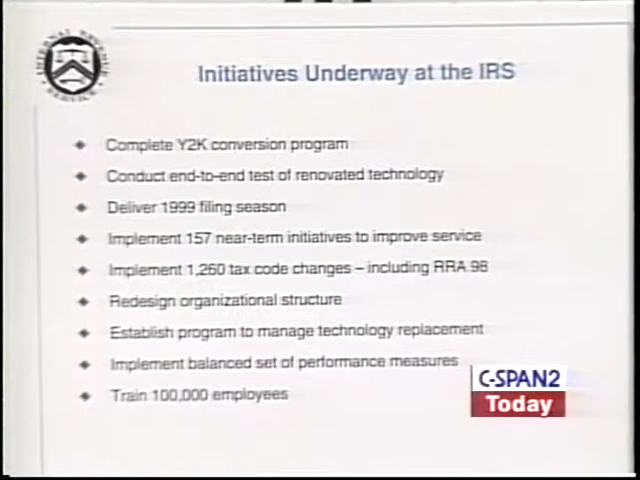 INTERNAL REVENUE SERVICE
Initiatives Underway at the IRS
Complete Y2K conversion program
Conduct end-to-end test of renovated technology
Deliver 1999 filing season
Implement 157 near-term initiatives to improve service
Implement 1,260 tax code changes – including RRA 98
Redesign organizational structure
Establish program to manage technology replacement
Implement balanced set of performance measures
Train 100,000 employees
C-SPAN2
Today